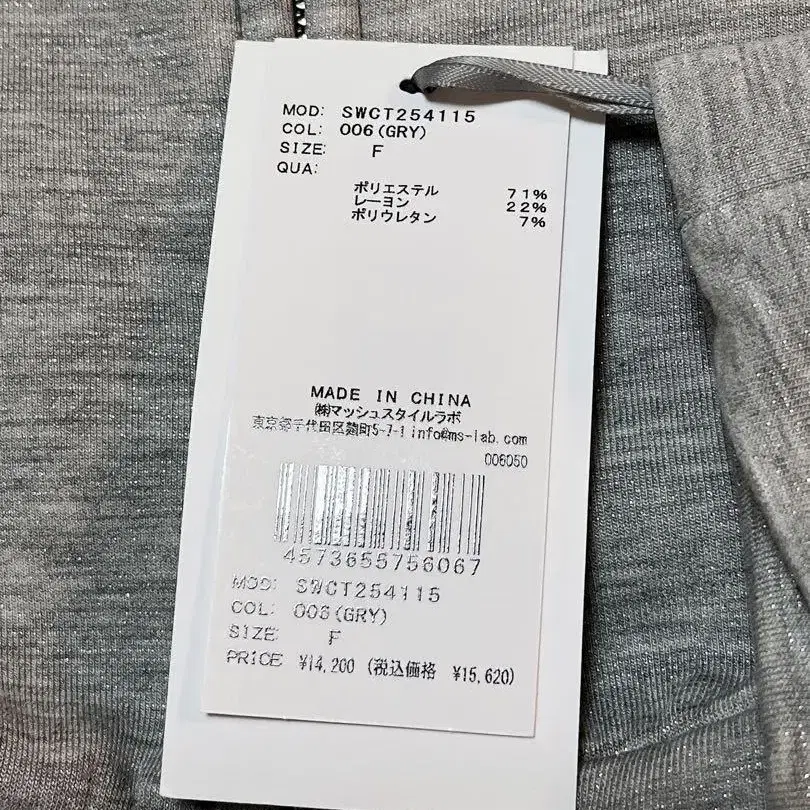 MOD: SWCT254115
COL: 006(GRY)
SIZE: F
QUA:
ポリエステル 71%
レーヨン 22%
ポリウレタン 7%
MADE IN CHINA
㈱マッシュスタイルラボ
東京都千代田区麹町5-7-1 info@ms-lab.com
006050
4573655756067
MOD: SWCT254115
COL: 006(GRY)
SIZE F
PRICE ¥14,200 (税込価格 ¥15,620)